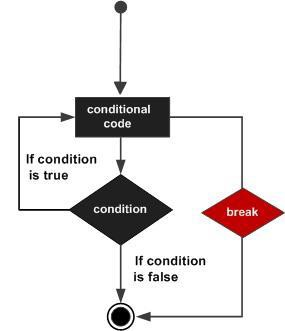 conditional
code
If condition
is true
condition
break
If condition
is false